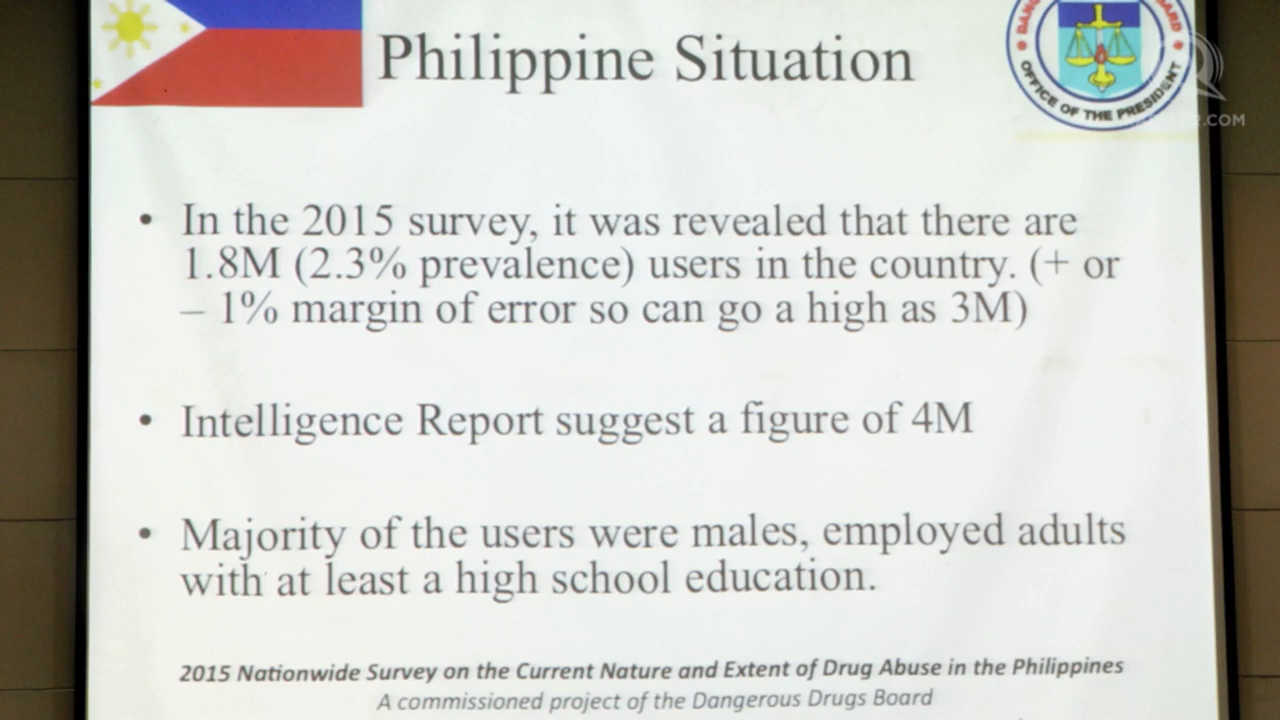 Philippine Situation
OFFICE OF THE PRESIDENT
.COM
• In the 2015 survey, it was revealed that there are
1.8M (2.3% prevalence) users in the country. (+ or
– 1% margin of error so can go a high as 3M)
• Intelligence Report suggest a figure of 4M
• Majority of the users were males, employed adults
with at least a high school education.
2015 Nationwide Survey on the Current Nature and Extent of Drug Abuse in the Philippines
A commissioned project of the Dangerous Drugs Board